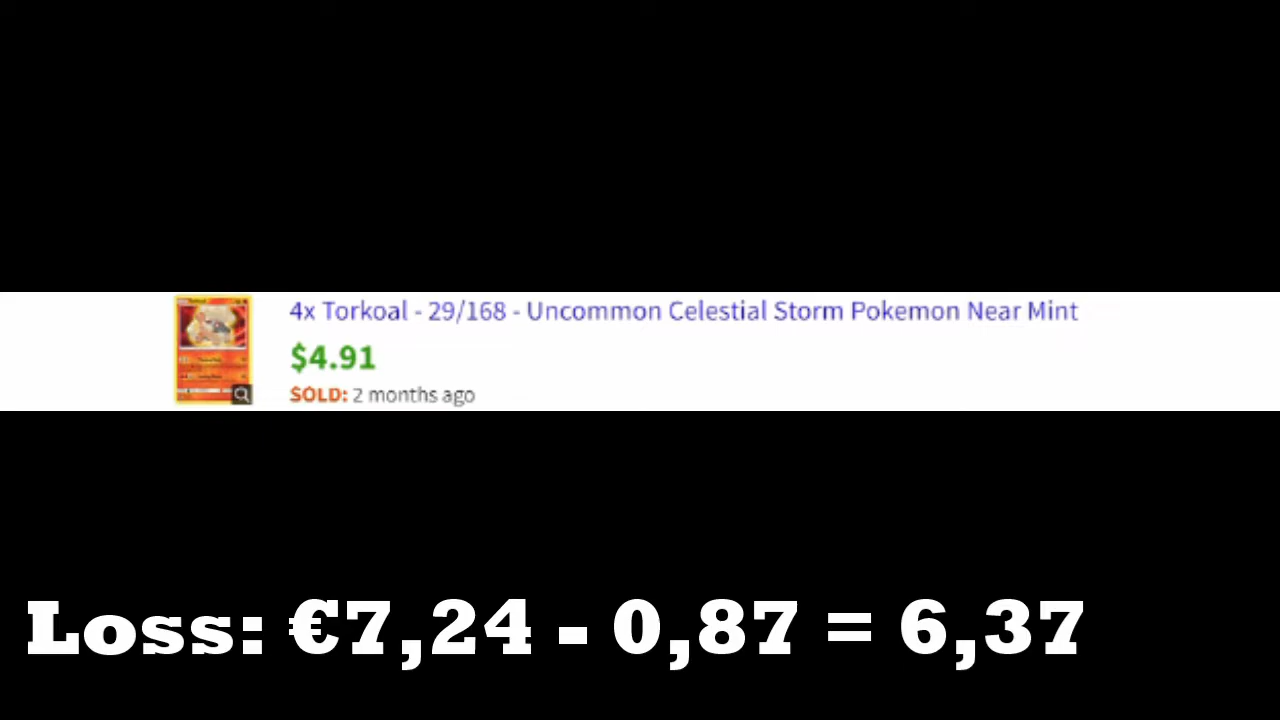 4x Torkoal - 29/168 - Uncommon Celestial Storm Pokemon Near Mint
$4.91
SOLD: 2 months ago
Loss: €7,24 - 0,87 = 6,37